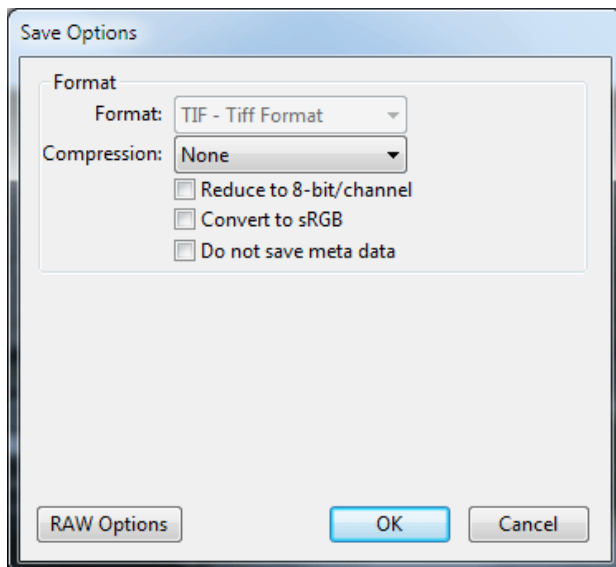 Save Options
Format
Format: TIF - Tiff Format
Compression: None
Reduce to 8-bit/channel
Convert to sRGB
Do not save meta data
RAW Options OK Cancel